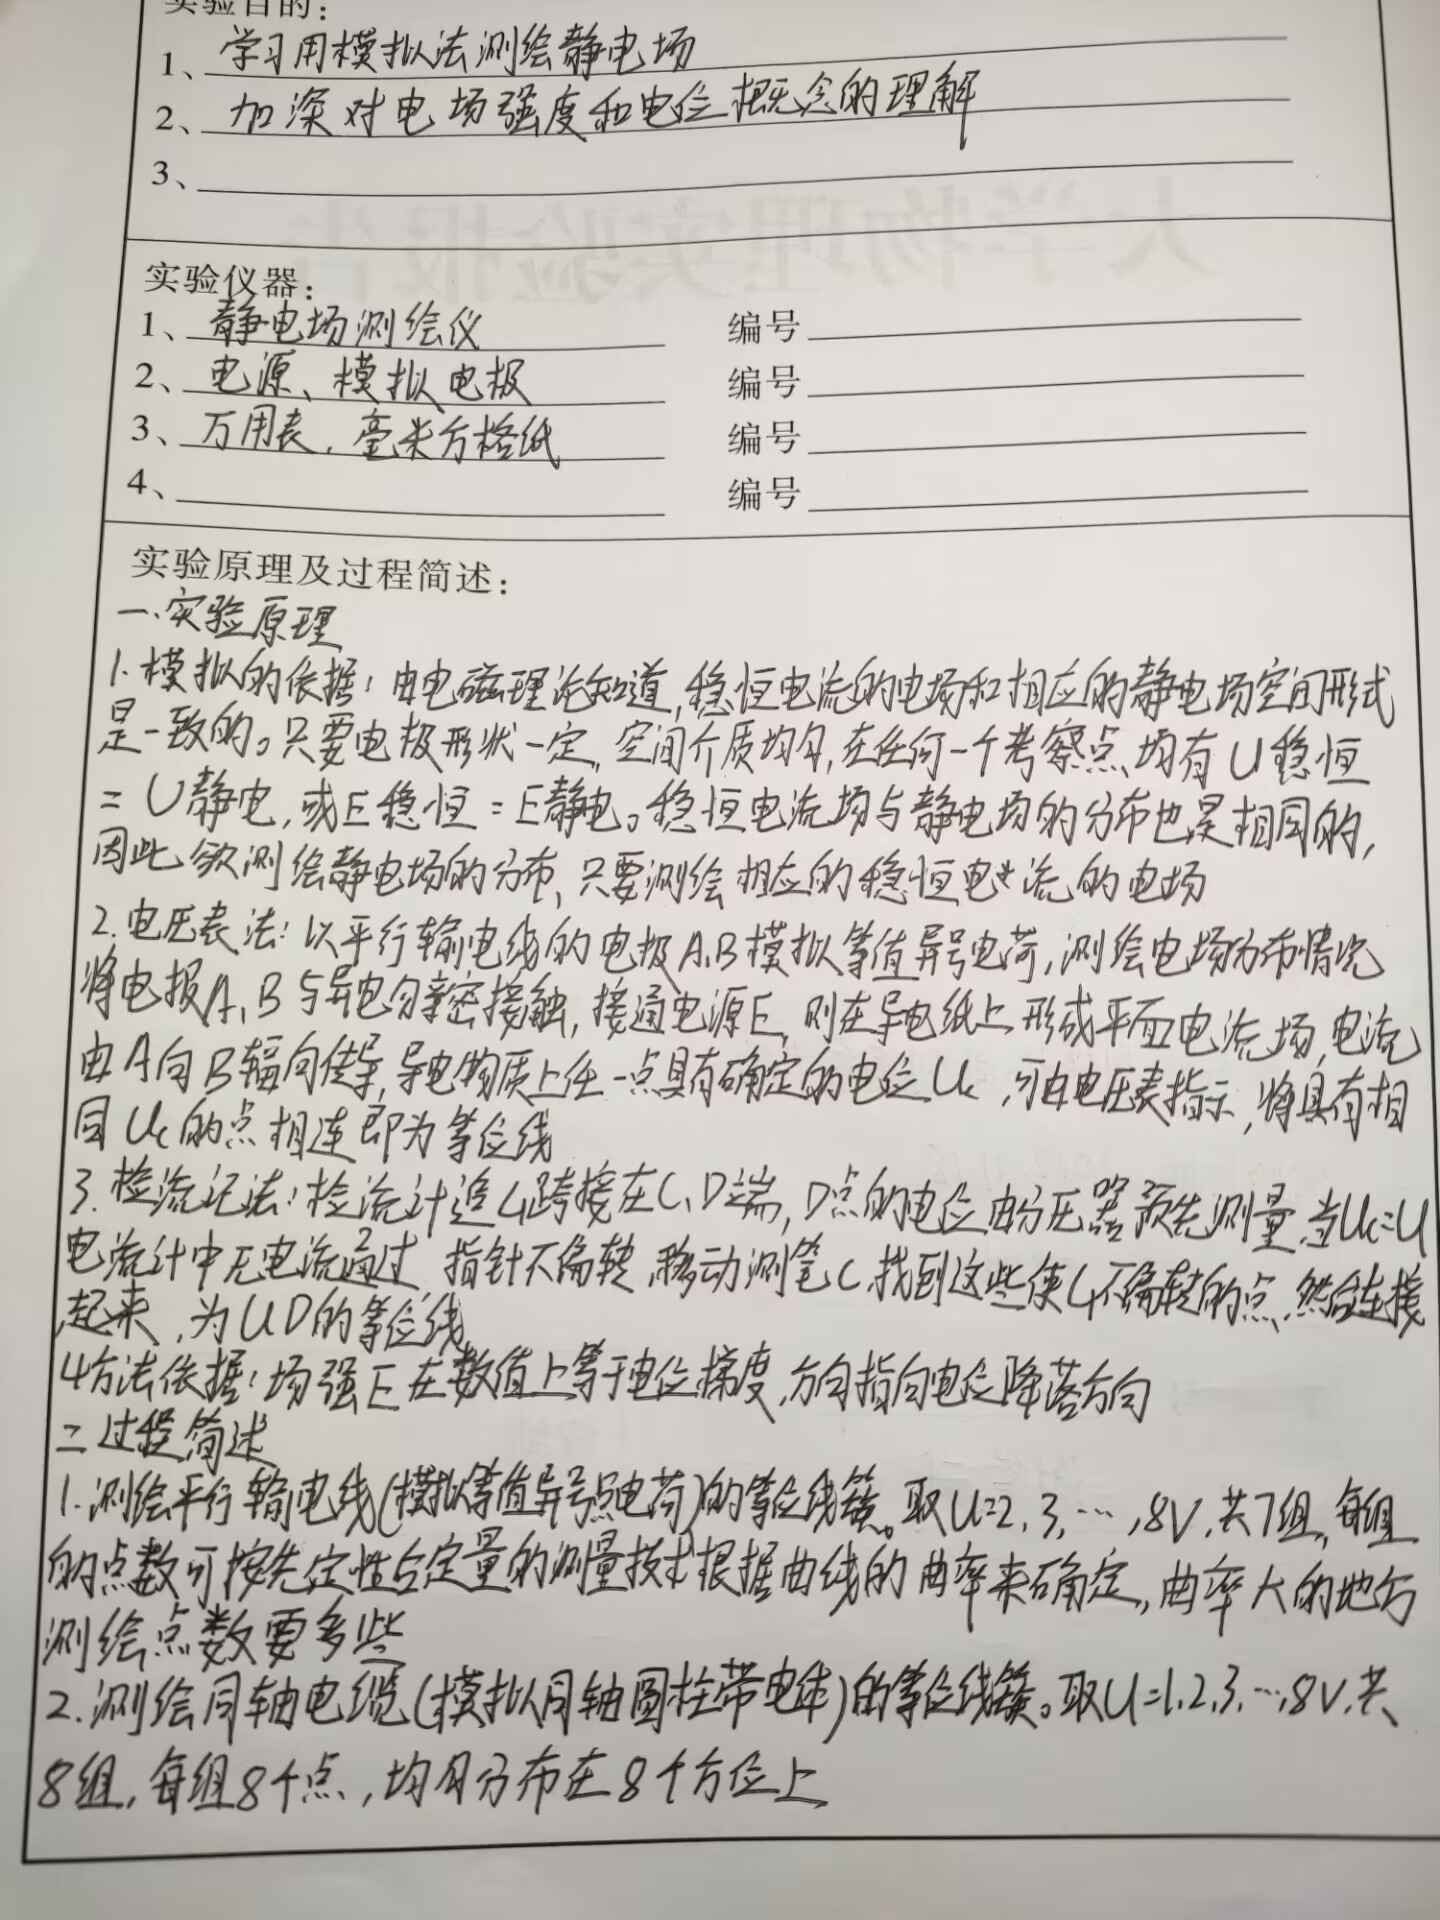 实验目的：
1、学习用模拟法测绘静电场
2、加深对电场强度和电位概念的理解
3、
实验仪器：
1、静电场测绘仪 编号
2、电源、模拟电极 编号
3、万用表，毫米方格纸 编号
4、 编号
实验原理及过程简述：
一、实验原理
1.模拟的依据：由电磁理论知道，稳恒电流的电场和相应的静电场空间形式
是一致的。只要电极形状一定，空间介质均匀，在任何一个考察点，均有U稳恒
=U静电，或E稳恒=E静电。稳恒电流场与静电场的分布也是相同的，
因此欲测绘静电场的分布，只要测绘相应的稳恒电流的电场
2.电压表法：以平行输电线的电极A、B模拟等值异号电荷，测绘电场分布情况
将电报A、B与导电匀亲密接触，接通电源E，则在导电纸上形成平面电流场，电流
由A向B辐向传导，导电物质上任一点具有确定的电位Uc，可由电压表指示，将具有相
同Uc的点相连即为等位线
3.检流记法：检流计G跨接在C、D端，D点的电位由分压器预先测量，当Uc=U
电流计中无电流通过 指针不偏转，移动测笔C，找到这些使G不偏转的点，然后连接
起来，为UD的等位线
4方法依据：场强E在数值上等于电位梯度，方向指向电位降落方向
二过程简述
1.测绘平行输电线(模拟等值异号点电荷)的等位线簇。取U=2,3,…,8V,共7组,每组
的点数可按先定性后定量的测量技术根据曲线的曲率来确定，曲率大的地方
测绘点数要多些
2.测绘同轴电缆(模拟同轴圆柱带电体)的等位线簇。取U=1,2,3,…,8V,共
8组，每组8个点，均匀分布在8个方位上
大学物理实验报告